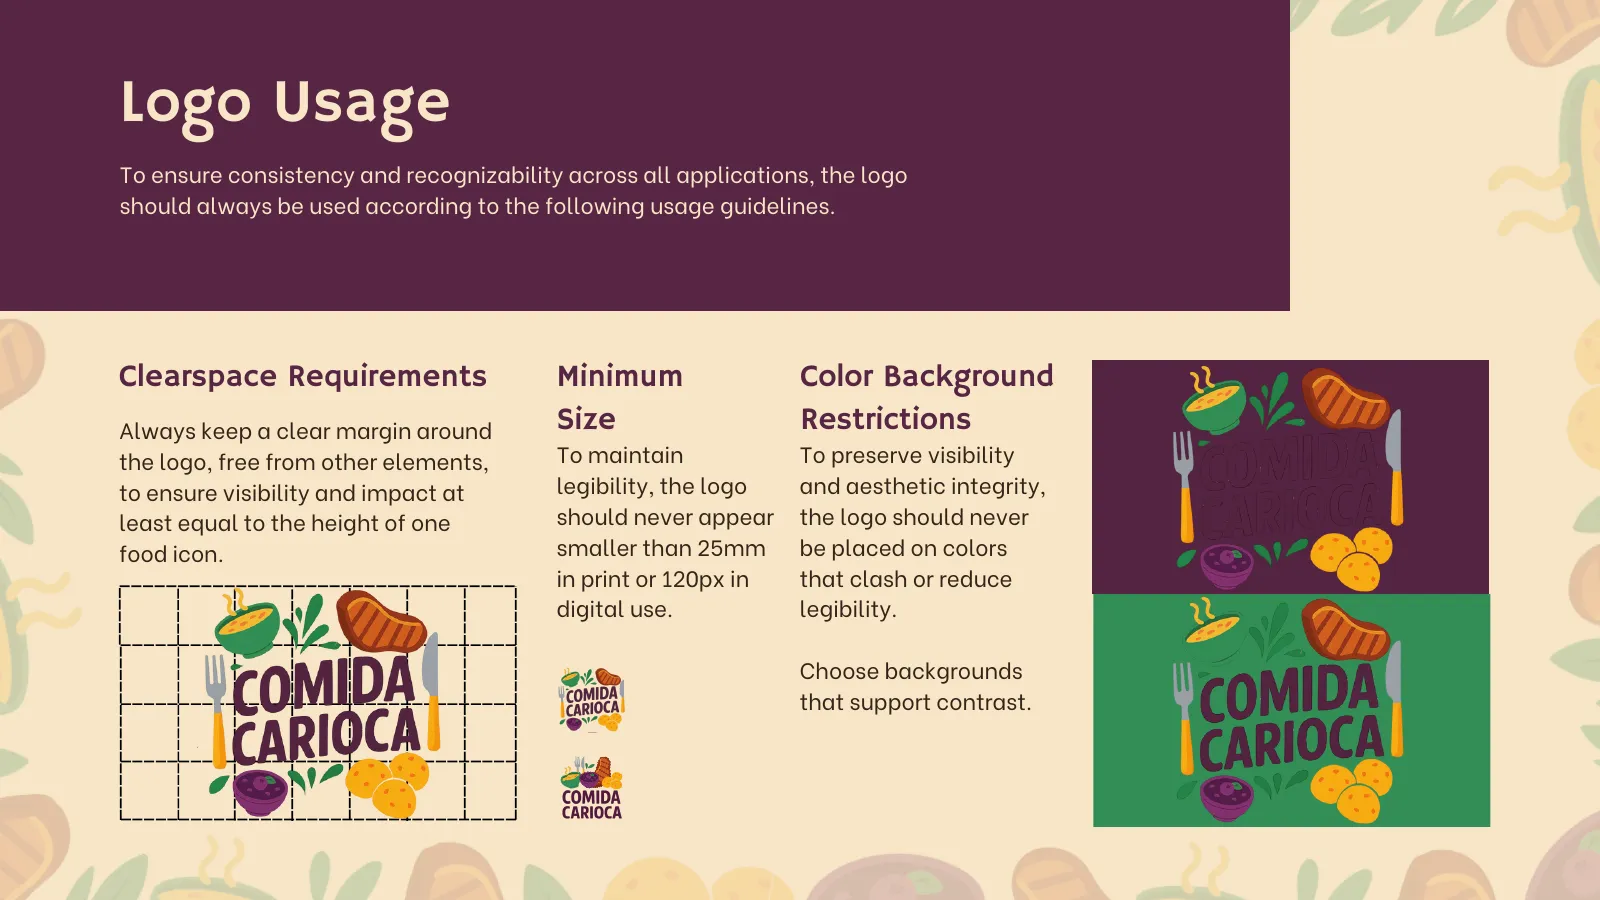 Logo Usage
To ensure consistency and recognizability across all applications, the logo
should always be used according to the following usage guidelines.
Clearspace Requirements
Always keep a clear margin around
the logo, free from other elements,
to ensure visibility and impact at
least equal to the height of one
food icon.
COMIDA
CARIOCA
Minimum
Size
To maintain
legibility, the logo
should never appear
smaller than 25mm
in print or 120px in
digital use.
COMIDA
CARIOCA
COMIDA
CARIOCA
Color Background
Restrictions
To preserve visibility
and aesthetic integrity,
the logo should never
be placed on colors
that clash or reduce
legibility.
Choose backgrounds
that support contrast.
COMIDA
CARIOCA
COMIDA
CARIOCA